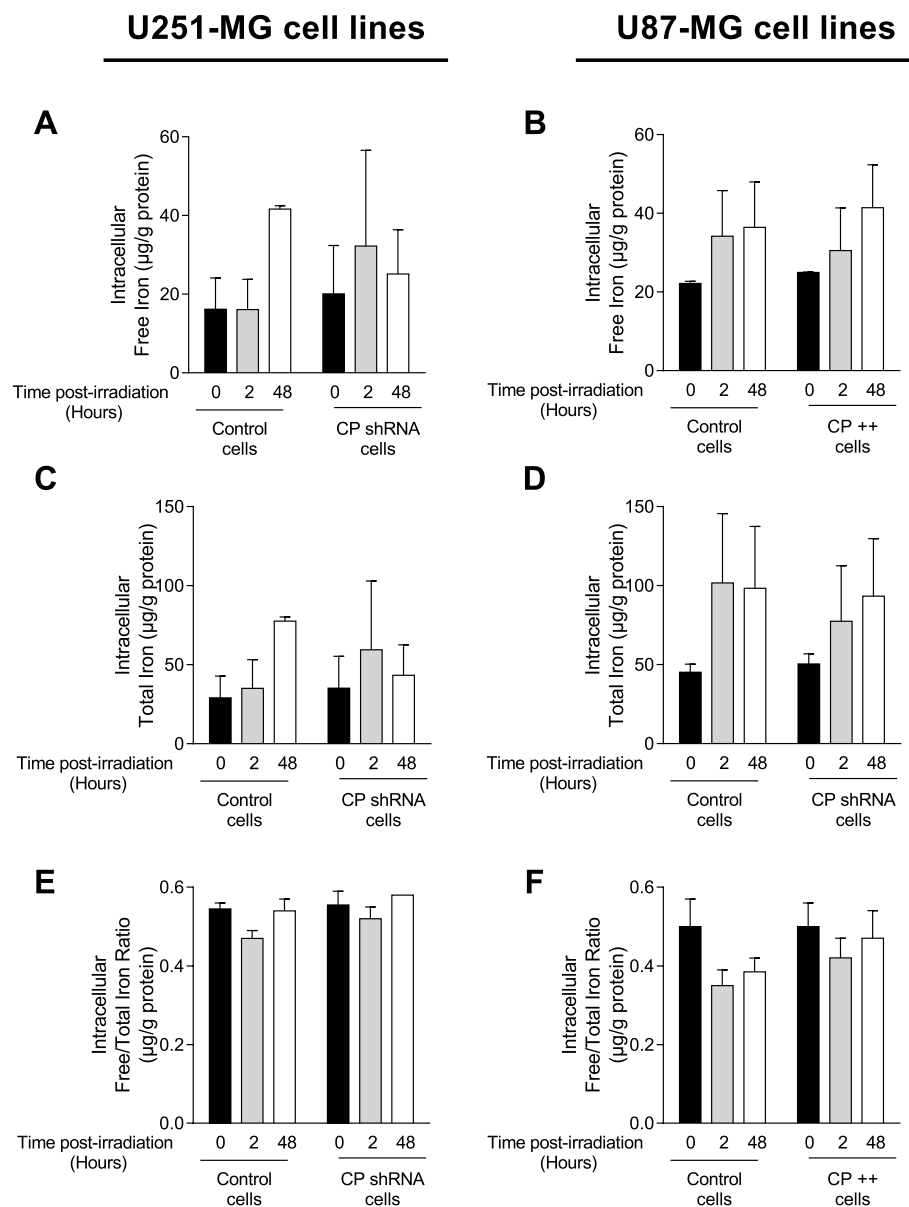 U251-MG cell lines
U87-MG cell lines
A
Intracellular
Free Iron (µg/g protein)
60
40
20
0
Time post-irradiation
(Hours)
0 2 48 0 2 48
Control
cells
CP shRNA
cells
B
Intracellular
Free Iron (µg/g protein)
60
40
20
0
Time post-irradiation
(Hours)
0 2 48 0 2 48
Control
cells
CP ++
cells
C
Intracellular
Total Iron (µg/g protein)
150
100
50
0
Time post-irradiation
(Hours)
0 2 48 0 2 48
Control
cells
CP shRNA
cells
D
Intracellular
Total Iron (µg/g protein)
150
100
50
0
Time post-irradiation
(Hours)
0 2 48 0 2 48
Control
cells
CP shRNA
cells
E
Intracellular
Free/Total Iron Ratio
(µg/g protein)
0.6
0.4
0.2
0.0
Time post-irradiation
(Hours)
0 2 48 0 2 48
Control
cells
CP shRNA
cells
F
Intracellular
Free/Total Iron Ratio
(µg/g protein)
0.6
0.4
0.2
0.0
Time post-irradiation
(Hours)
0 2 48 0 2 48
Control
cells
CP ++
cells